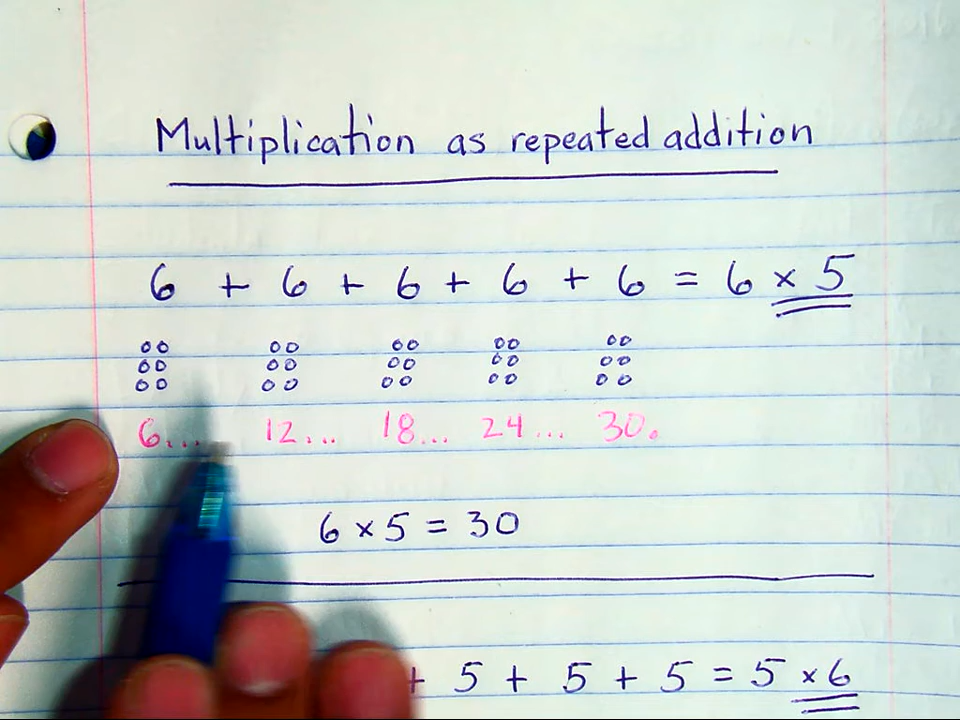 Multiplication as repeated addition
6 + 6 + 6 + 6 + 6 = 6 × 5
6... 12... 18... 24... 30.
6 × 5 = 30
+ 5 + 5 + 5 = 5 × 6